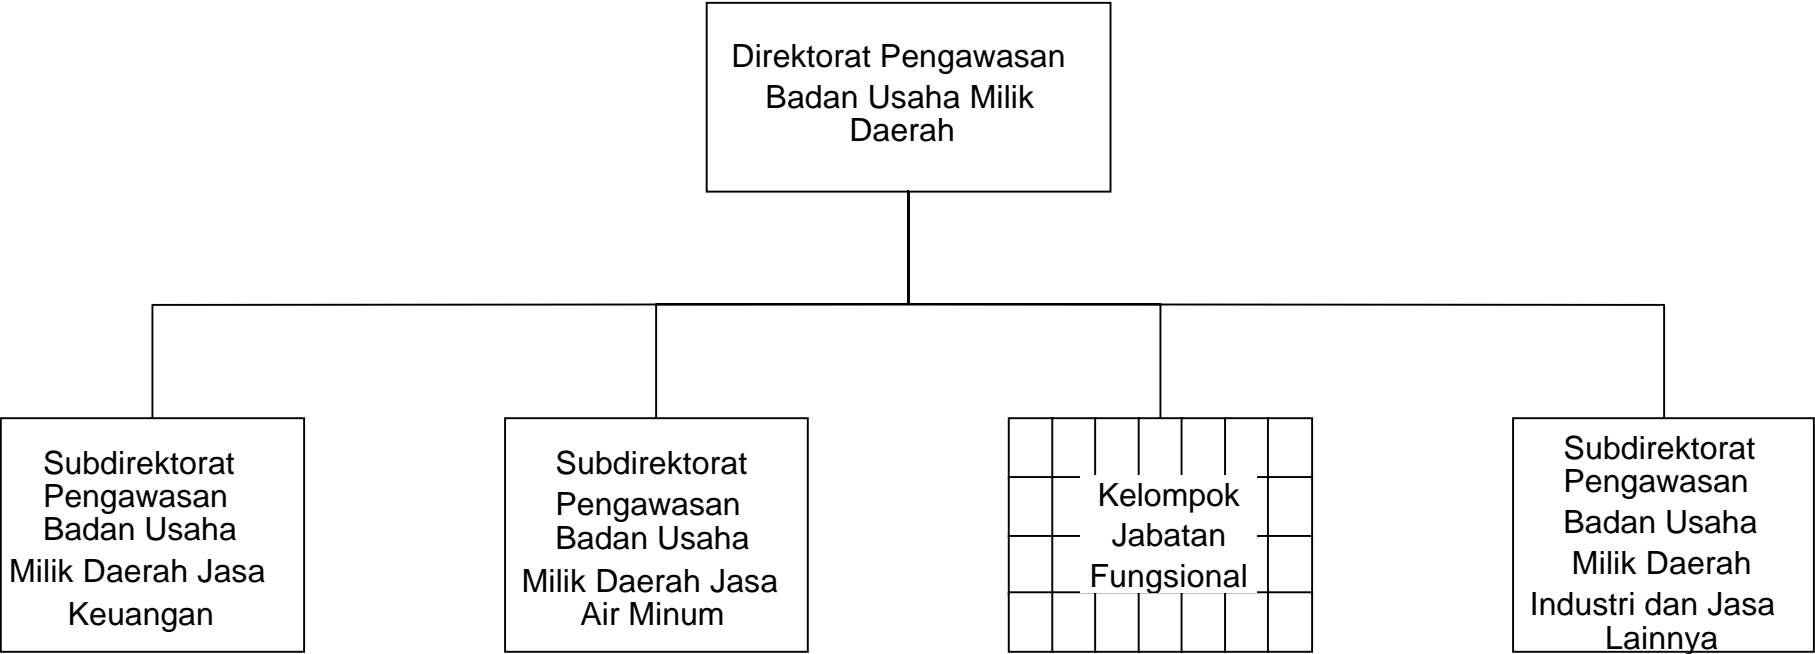 Direktorat Pengawasan
Badan Usaha Milik
Daerah
Subdirektorat
Pengawasan
Badan Usaha
Milik Daerah Jasa
Keuangan
Subdirektorat
Pengawasan
Badan Usaha
Milik Daerah Jasa
Air Minum
Kelompok
Jabatan
Fungsional
Subdirektorat
Pengawasan
Badan Usaha
Milik Daerah
Industri dan Jasa
Lainnya